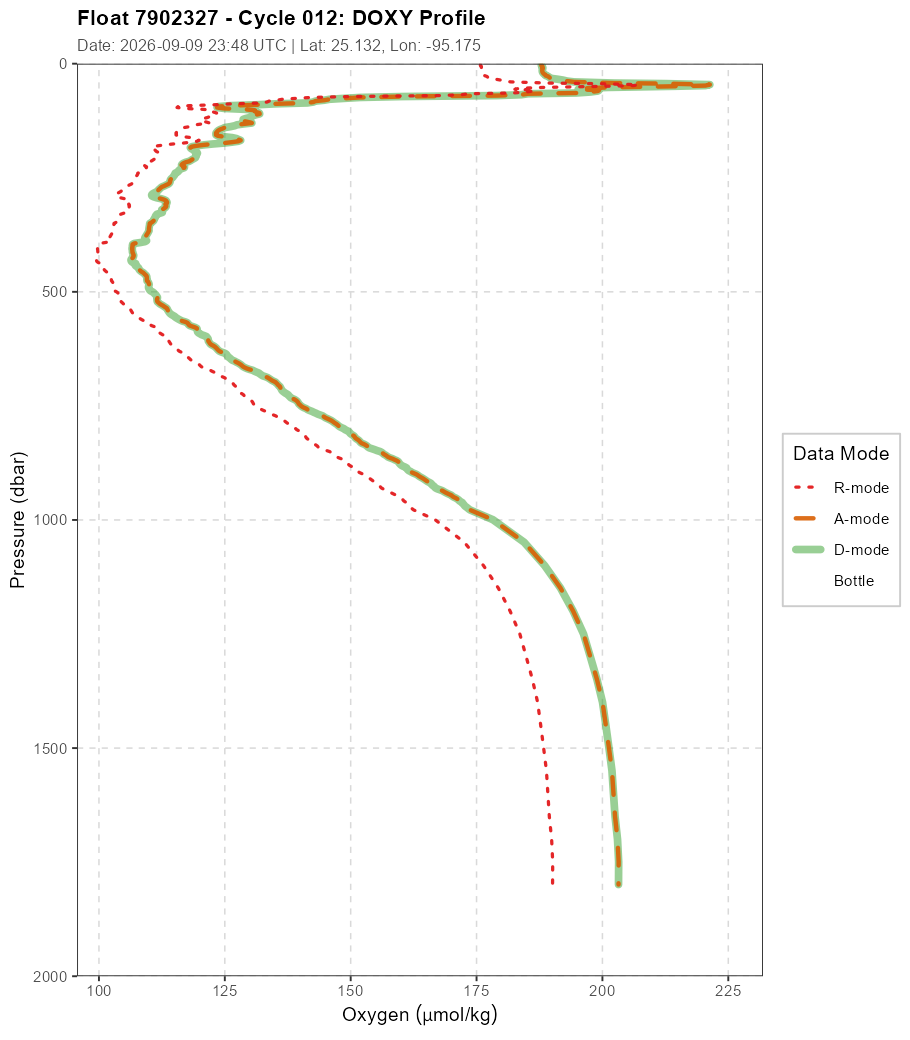 Float 7902327 - Cycle 012: DOXY Profile
Date: 2026-09-09 23:48 UTC | Lat: 25.132, Lon: -95.175
0
500
1000
1500
2000
Pressure (dbar)
100 125 150 175 200 225
Oxygen (μmol/kg)
Data Mode
R-mode
A-mode
D-mode
Bottle